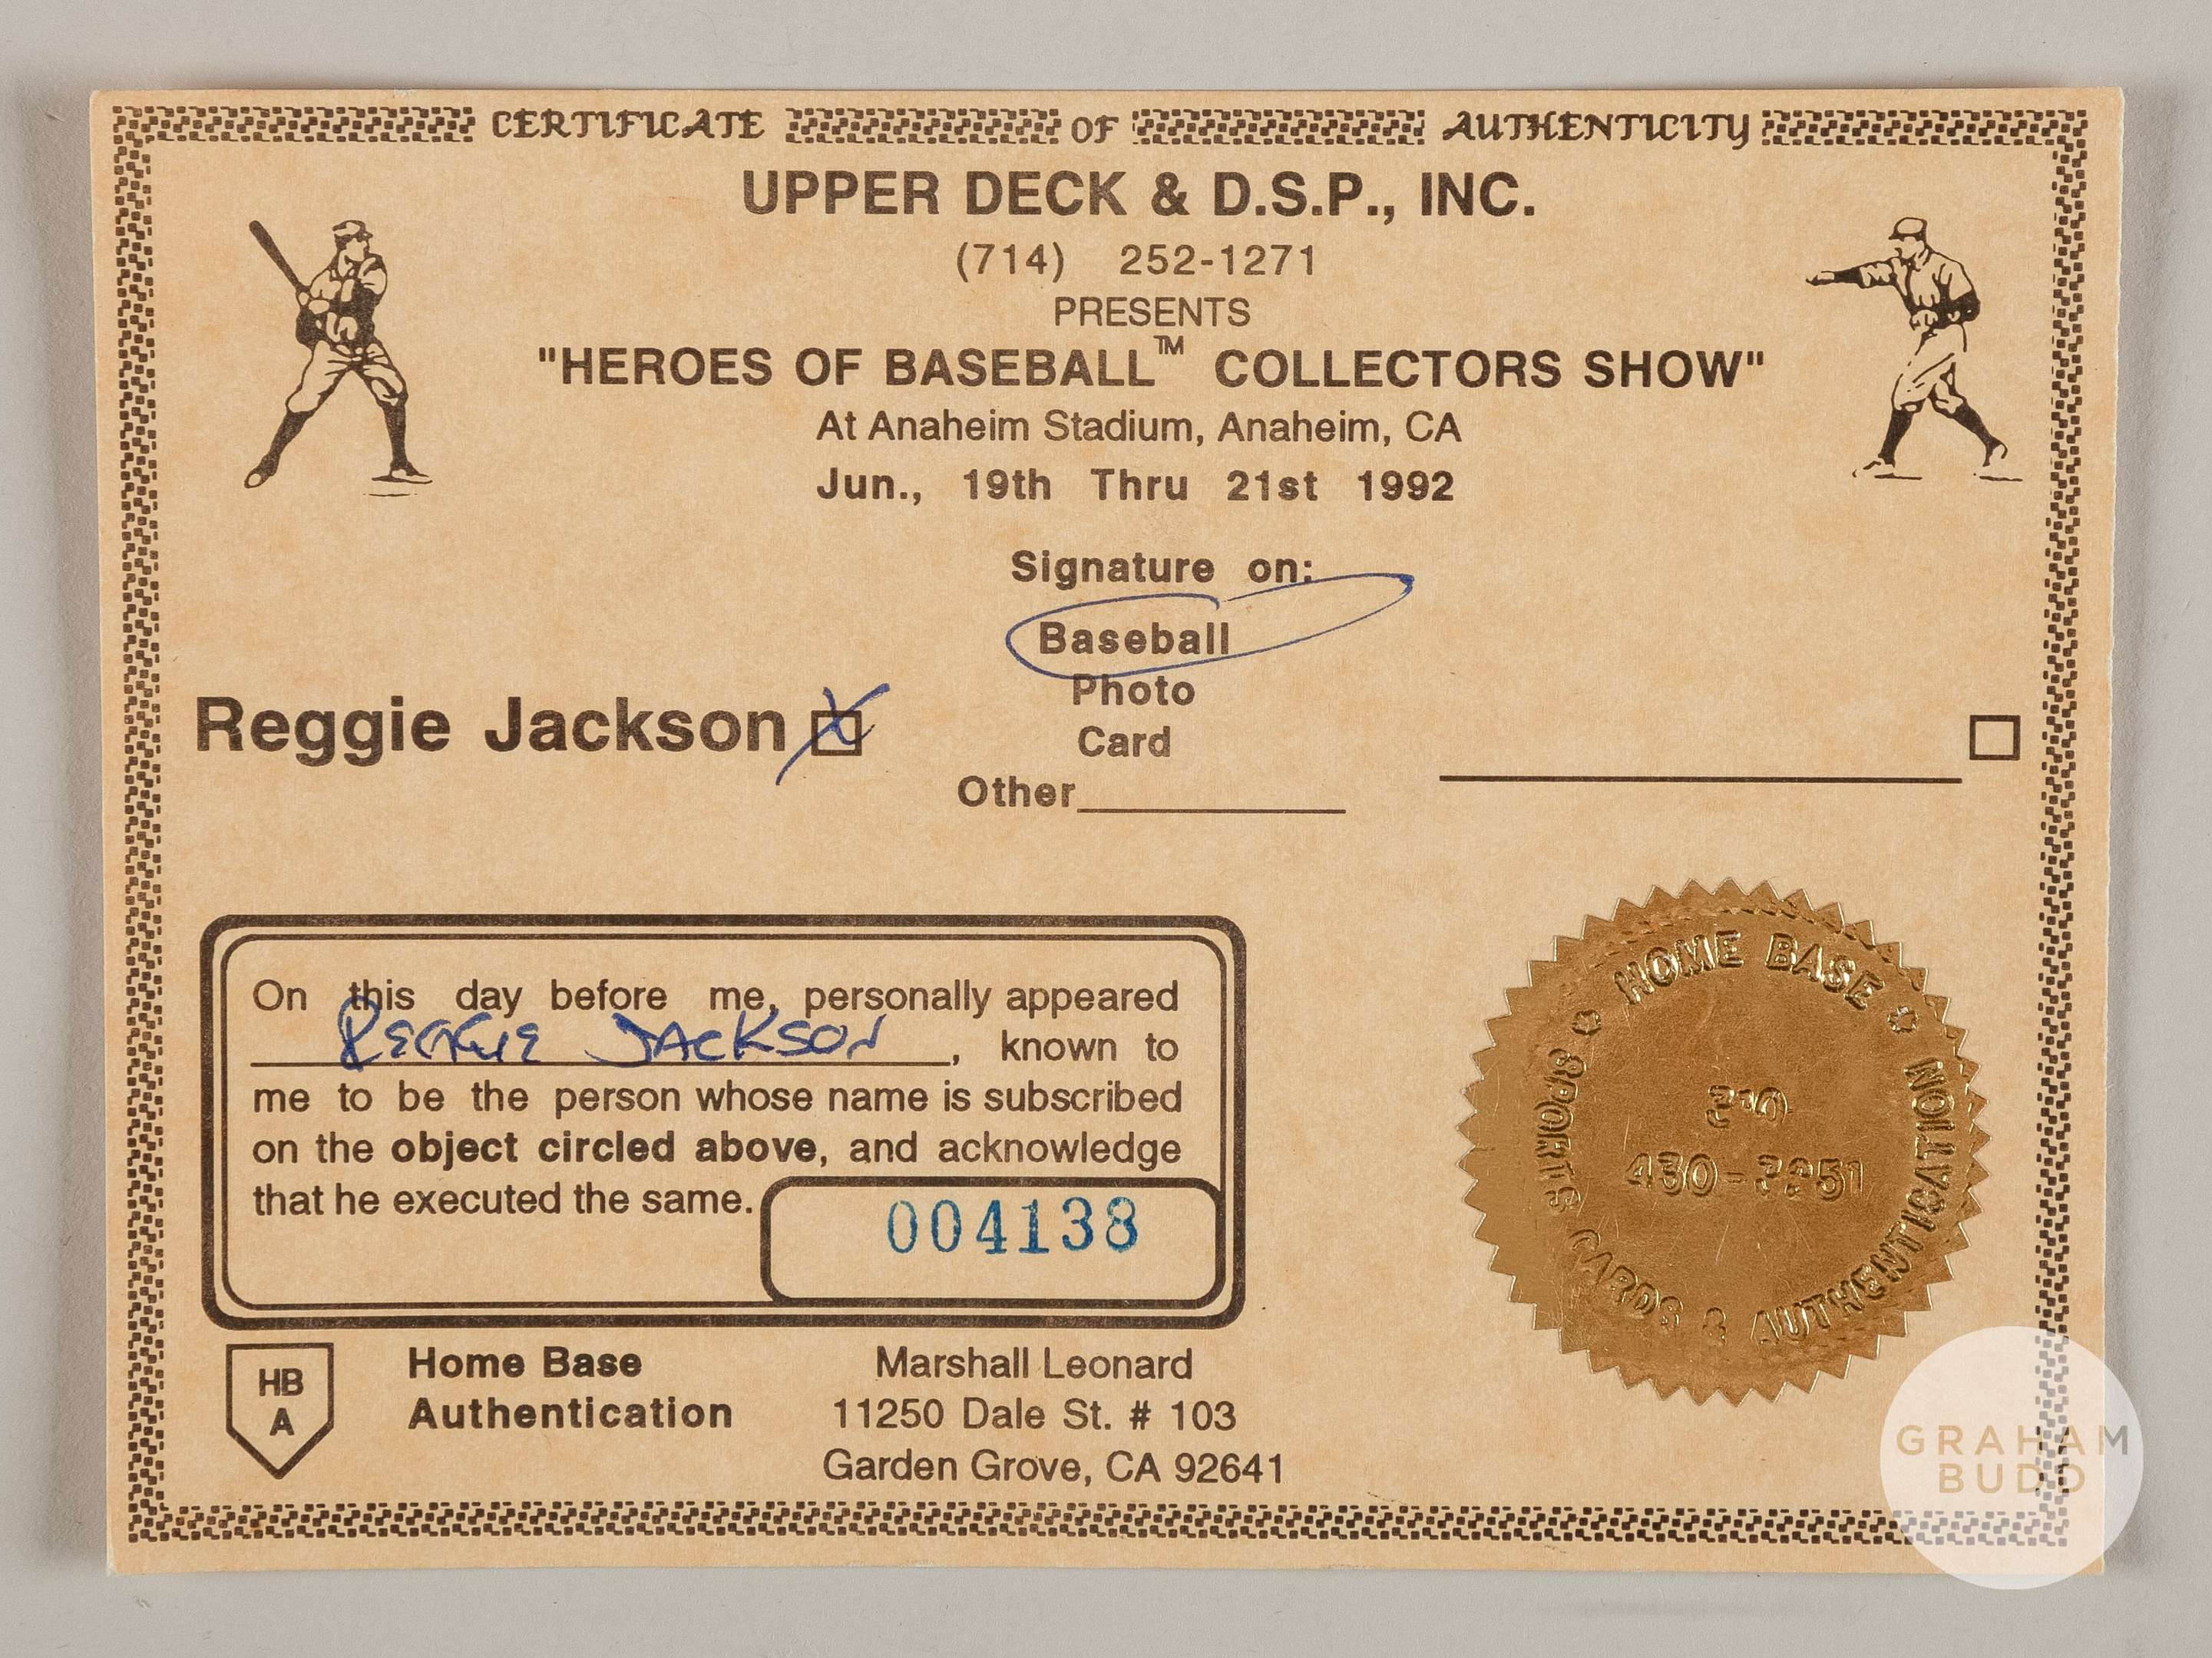 CERTIFICATE OF AUTHENTICITY
UPPER DECK & D.S.P., INC.
(714) 252-1271
PRESENTS
"HEROES OF BASEBALL™ COLLECTORS SHOW"
At Anaheim Stadium, Anaheim, CA
Jun., 19th Thru 21st 1992
Signature on:
Baseball
Photo
Card
Other
Reggie Jackson
On this day before me, personally appeared
REGGIE JACKSON, known to
me to be the person whose name is subscribed
on the object circled above, and acknowledge
that he executed the same.
004138
HB
A
Home Base
Authentication
Marshall Leonard
11250 Dale St. # 103
Garden Grove, CA 92641
HOME BASE
SPORTS CARDS & AUTHENTICATION
GRAHAM
BUDD